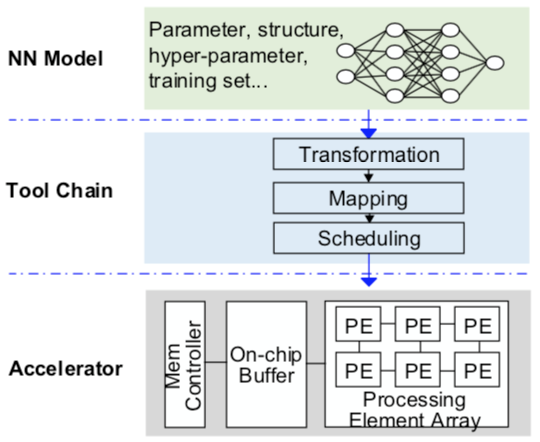 NN Model
Parameter, structure,
hyper-parameter,
training set...
Tool Chain
Transformation
Mapping
Scheduling
Accelerator
Mem
Controller
On-chip
Buffer
PE PE PE
PE PE PE
Processing
Element Array